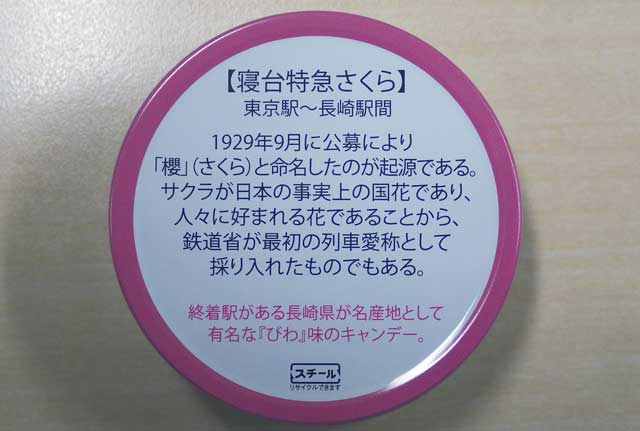 【寝台特急さくら】
東京駅〜長崎駅間
1929年9月に公募により
「櫻」(さくら)と命名したのが起源である。
サクラが日本の事実上の国花であり、
人々に好まれる花であることから、
鉄道省が最初の列車愛称として
採り入れたものでもある。
終着駅がある長崎県が名産地として
有名な『びわ』味のキャンデー。
スチール
リサイクルできます